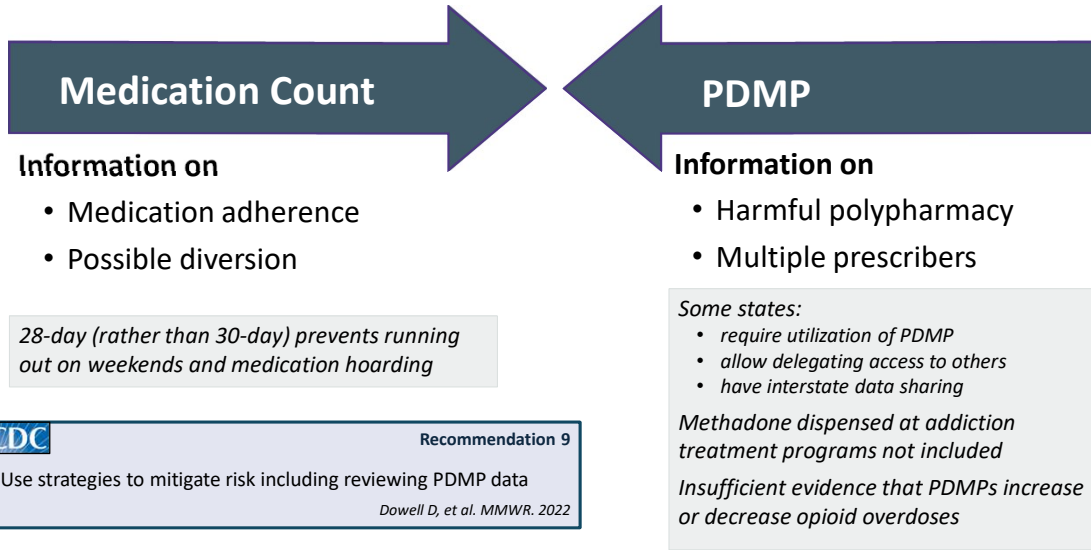 Medication Count
Information on
• Medication adherence
• Possible diversion
28-day (rather than 30-day) prevents running
out on weekends and medication hoarding
CDC
Recommendation 9
Use strategies to mitigate risk including reviewing PDMP data
Dowell D, et al. MMWR. 2022
PDMP
Information on
• Harmful polypharmacy
• Multiple prescribers
Some states:
• require utilization of PDMP
• allow delegating access to others
• have interstate data sharing
Methadone dispensed at addiction
treatment programs not included
Insufficient evidence that PDMPs increase
or decrease opioid overdoses